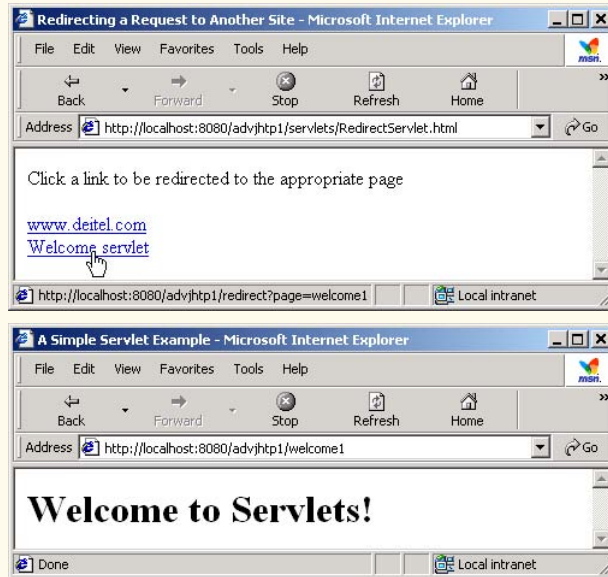 Redirecting a Request to Another Site - Microsoft Internet Explorer
File Edit View Favorites Tools Help
msn.
Back Forward Stop Refresh Home »
Address http://localhost:8080/advjhtp1/servlets/RedirectServlet.html Go
Click a link to be redirected to the appropriate page
www.deitel.com
Welcome servlet
http://localhost:8080/advjhtp1/redirect?page=welcome1 Local intranet
A Simple Servlet Example - Microsoft Internet Explorer
File Edit View Favorites Tools Help
msn.
Back Forward Stop Refresh Home »
Address http://localhost:8080/advjhtp1/welcome1 Go
Welcome to Servlets!
Done Local intranet